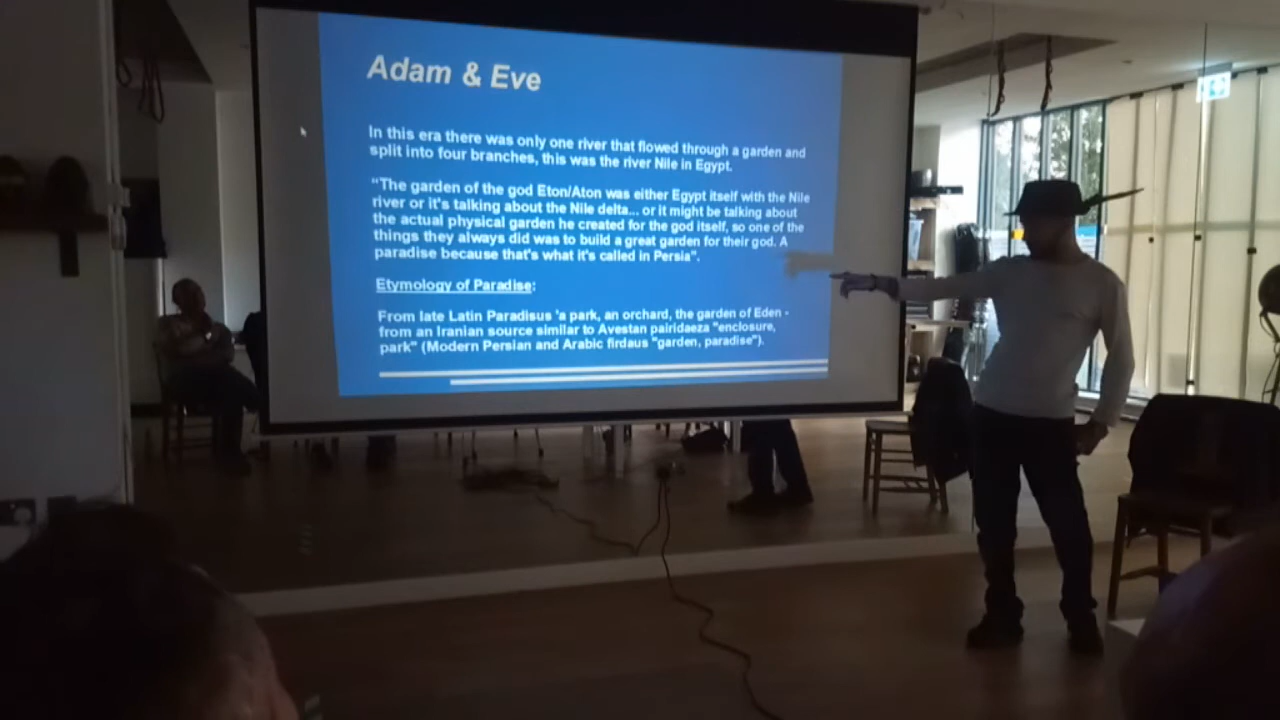 Adam & Eve
In this era there was only one river that flowed through a garden and
split into four branches, this was the river Nile in Egypt.
“The garden of the god Eton/Aton was either Egypt itself with the Nile
river or it's talking about the Nile delta... or it might be talking about
the actual physical garden he created for the god itself, so one of the
things they always did was to build a great garden for their god. A
paradise because that's what it's called in Persia”.
Etymology of Paradise:
From late Latin Paradisus 'a park, an orchard, the garden of Eden -
from an Iranian source similar to Avestan pairidaeza "enclosure,
park" (Modern Persian and Arabic firdaus "garden, paradise").